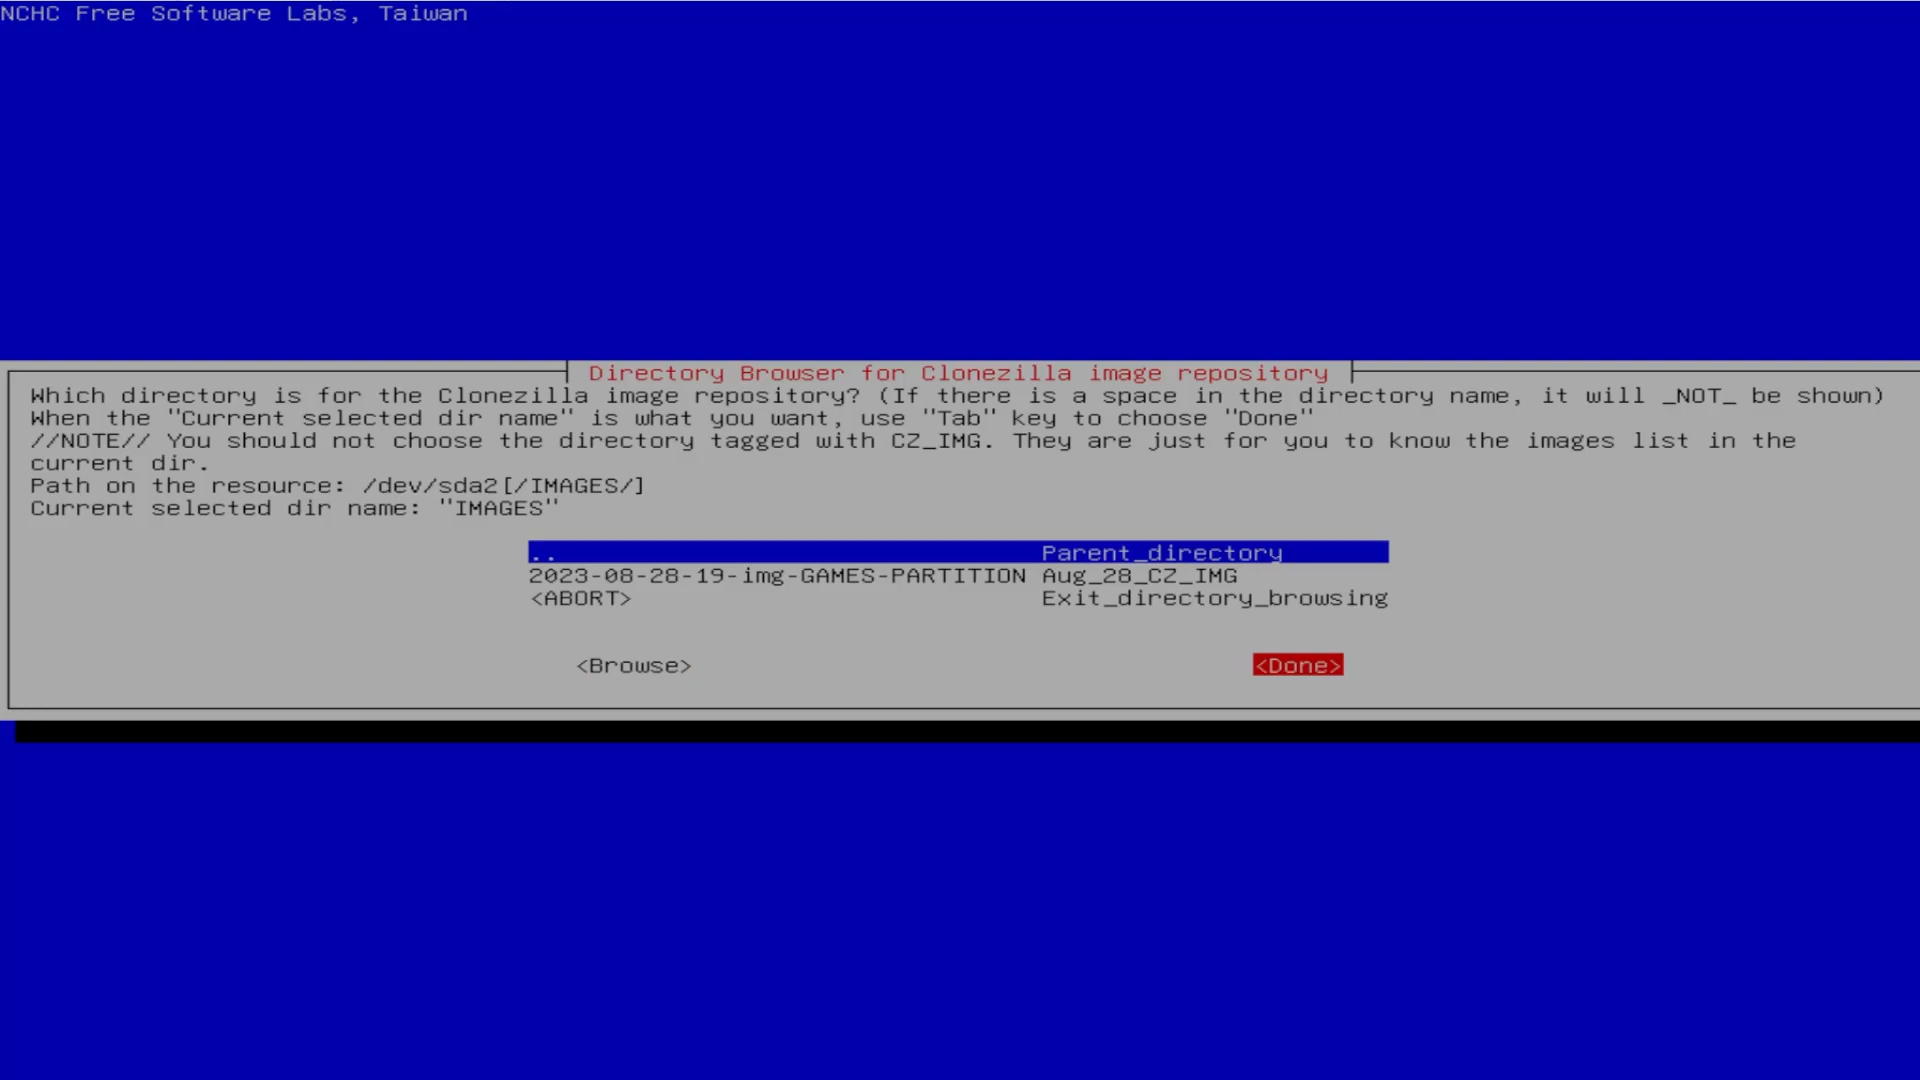 NCHC Free Software Labs, Taiwan
Directory Browser for Clonezilla image repository
Which directory is for the Clonezilla image repository? (If there is a space in the directory name, it will _NOT_ be shown)
When the "Current selected dir name" is what you want, use "Tab" key to choose "Done"
//NOTE// You should not choose the directory tagged with CZ_IMG. They are just for you to know the images list in the
current dir.
Path on the resource: /dev/sda2[/IMAGES/]
Current selected dir name: "IMAGES"
.. Parent_directory
2023-08-28-19-img-GAMES-PARTITION Aug_28_CZ_IMG
<ABORT> Exit_directory_browsing
<Browse> <Done>